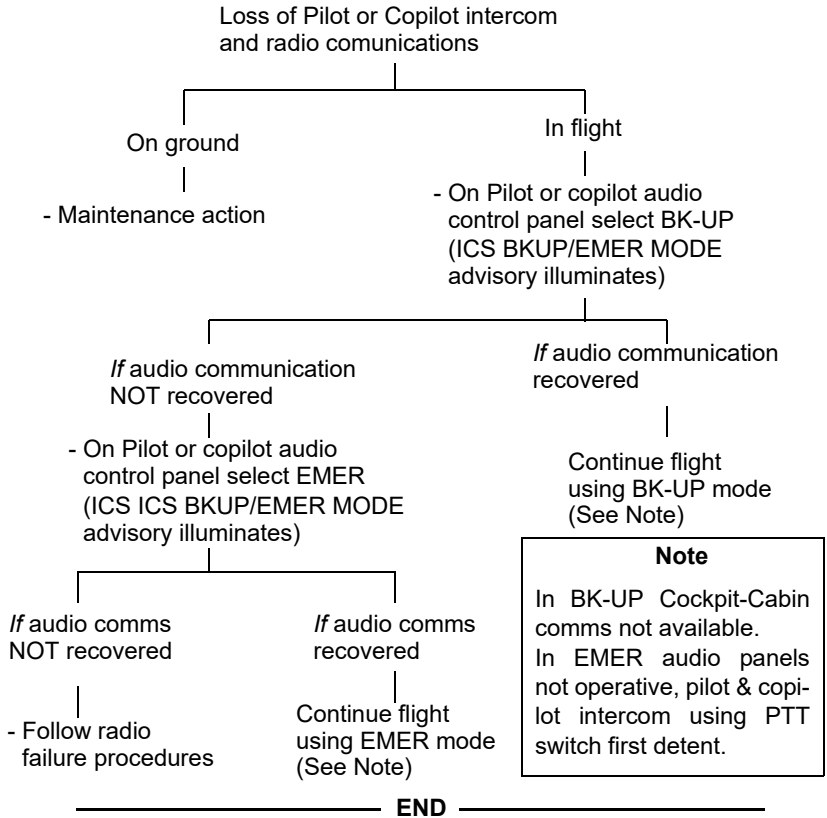 Loss of Pilot or Copilot intercom
and radio comunications
On ground
- Maintenance action
In flight
- On Pilot or copilot audio
control panel select BK-UP
(ICS BKUP/EMER MODE
advisory illuminates)
If audio communication
NOT recovered
- On Pilot or copilot audio
control panel select EMER
(ICS ICS BKUP/EMER MODE
advisory illuminates)
If audio comms
NOT recovered
- Follow radio
failure procedures
If audio comms
recovered
Continue flight
using EMER mode
(See Note)
If audio communication
recovered
Continue flight
using BK-UP mode
(See Note)
Note
In BK-UP Cockpit-Cabin
comms not available.
In EMER audio panels
not operative, pilot & copi-
lot intercom using PTT
switch first detent.
END